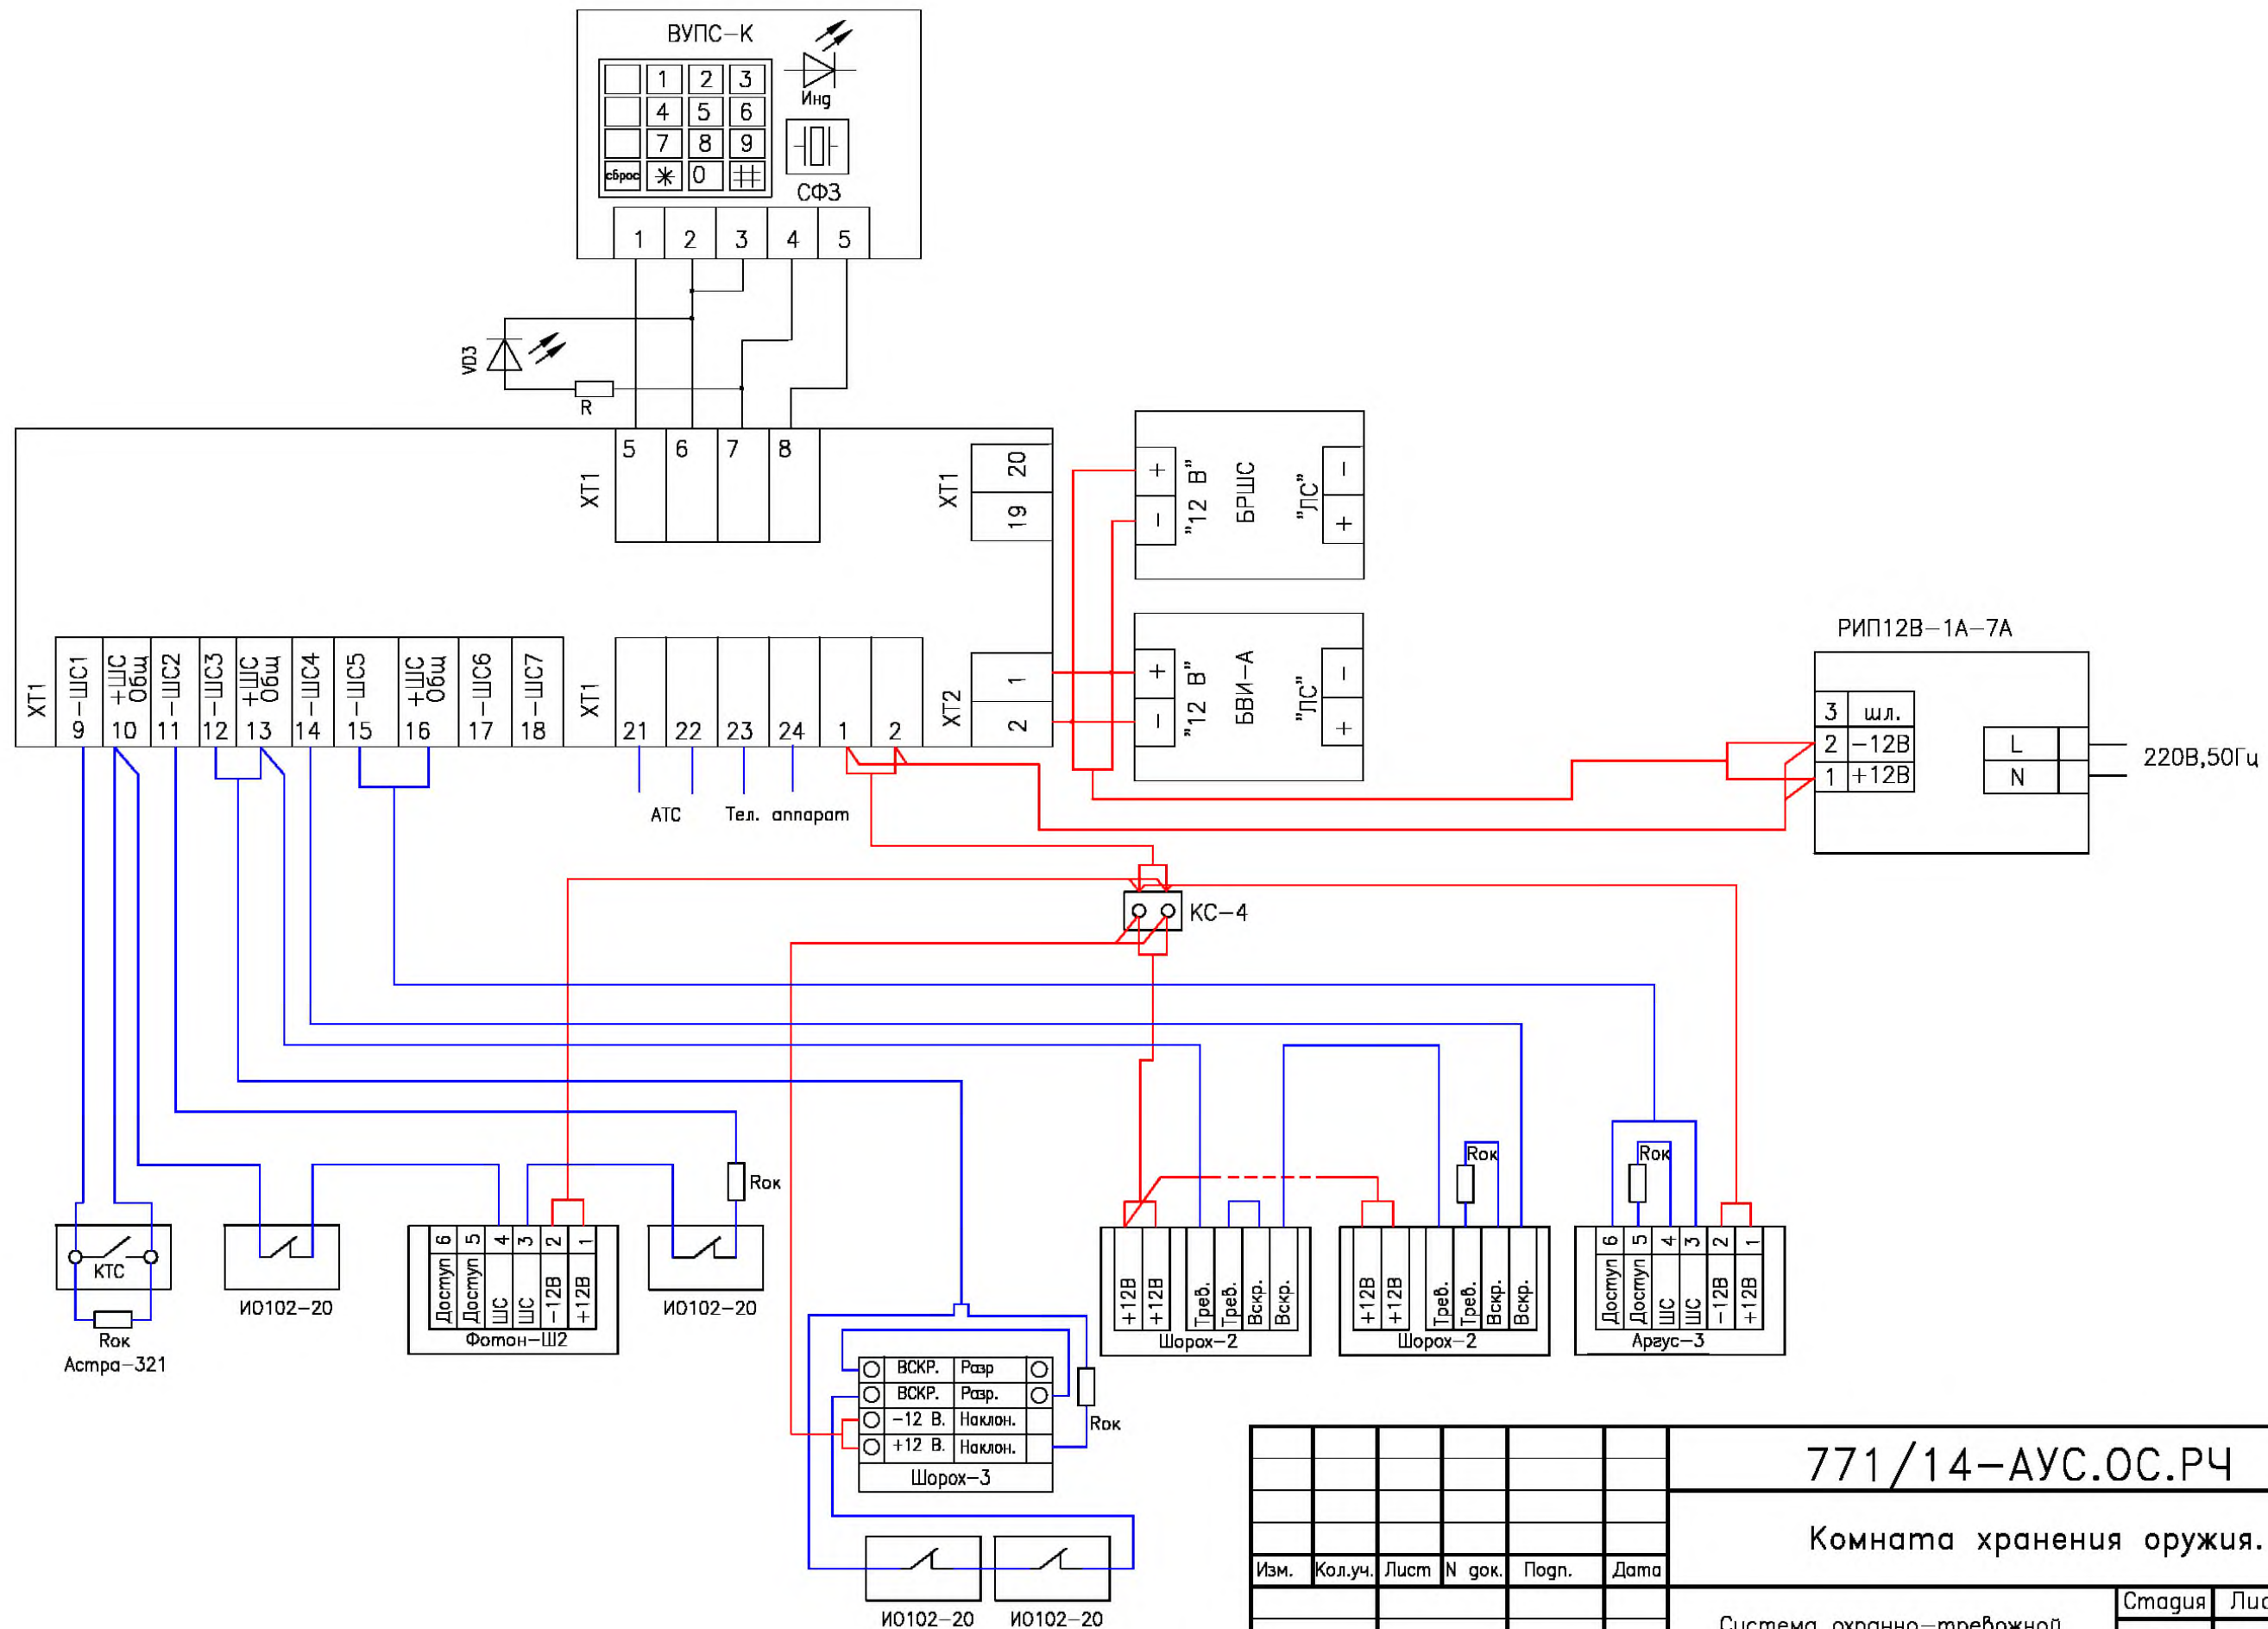 ВУПС-К
1 2 3
4 5 6
7 8 9
сброс * 0 #
Инд
СФЗ
1 2 3 4 5
VD3
R
XT1
5 6 7 8
XT1
20
19
XT1
9 -ШС1
10 +ШС Общ
11 -ШС2
12 -ШС3
13 +ШС Общ
14 -ШС4
15 -ШС5
16 +ШС Общ
17 -ШС6
18 -ШС7
XT1
21 22 23 24 1 2
АТС
Тел. аппарат
XT2
1
2
+
-
"12 В"
БРШС
"ЛС"
-
+
+
-
"12 В"
БВИ-А
"ЛС"
-
+
РИП12В-1А-7А
3 шл.
2 -12В
1 +12В
L
N
220В,50Гц
КС-4
КТС
Rок
Астра-321
ИО102-20
6 Доступ
5 Доступ
4 ШС
3 ШС
2 -12В
1 +12В
Фотон-Ш2
Rок
ИО102-20
ВСКР. Разр
ВСКР. Разр.
-12 В. Наклон.
+12 В. Наклон.
Шорох-3
Rок
ИО102-20
ИО102-20
+12В
+12В
Трев.
Трев.
Вскр.
Вскр.
Шорох-2
Rок
+12В
+12В
Трев.
Трев.
Вскр.
Вскр.
Шорох-2
Rок
6 Доступ
5 Доступ
4 ШС
3 ШС
2 -12В
1 +12В
Аргус-3
771/14-АУС.ОС.РЧ
Комната хранения оружия.
Изм. Кол.уч. Лист N док. Подп. Дата
Стадия
Система охранно-тревожной